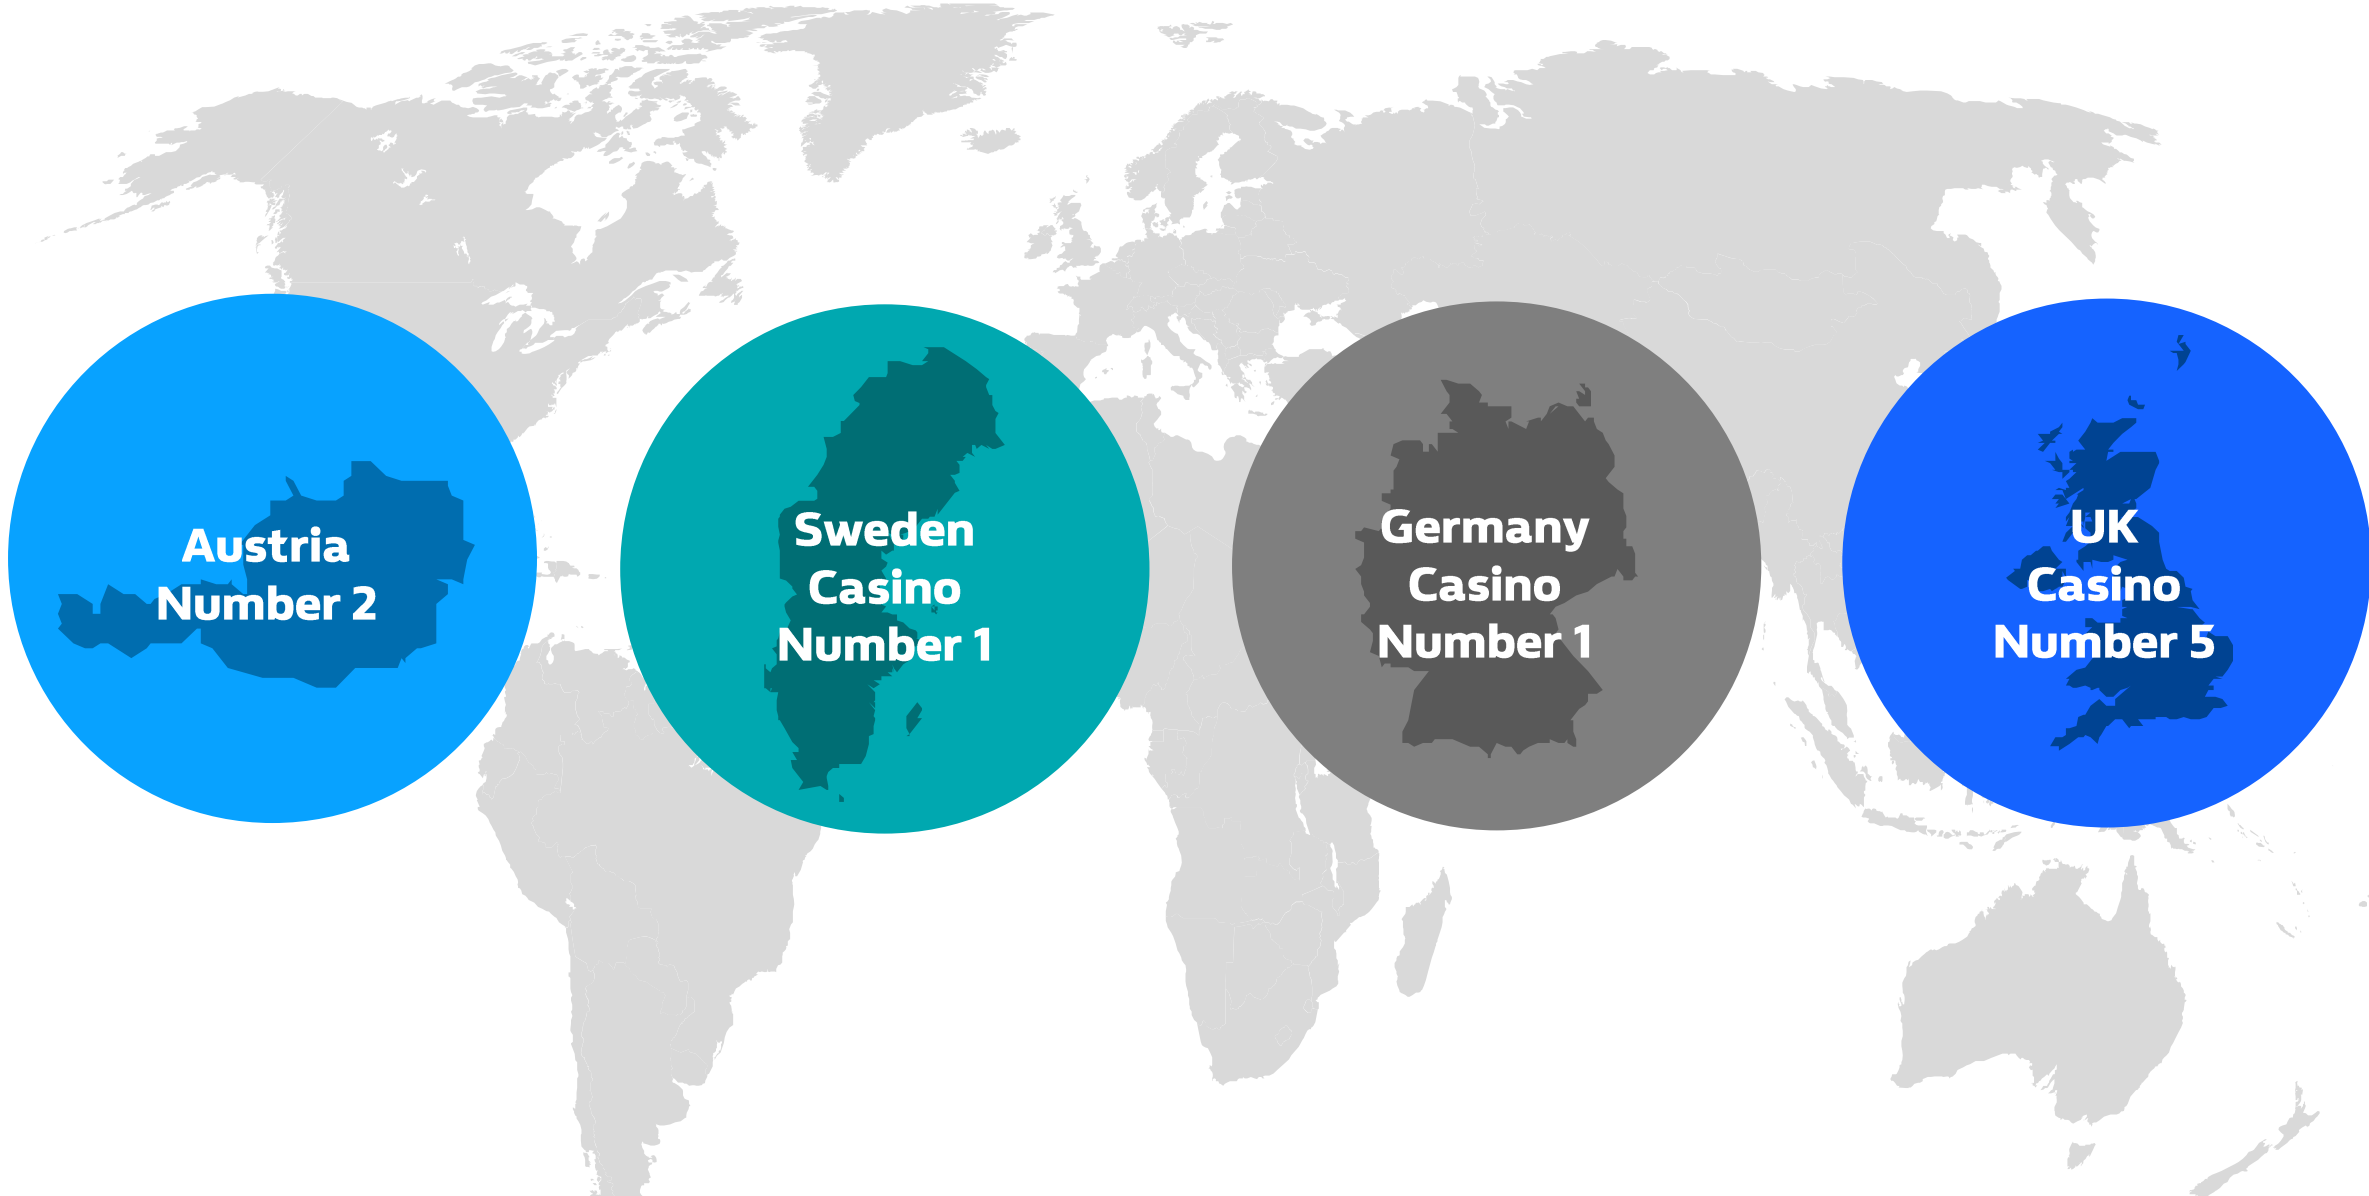 Austria
Number 2
Sweden
Casino
Number 1
Germany
Casino
Number 1
UK
Casino
Number 5